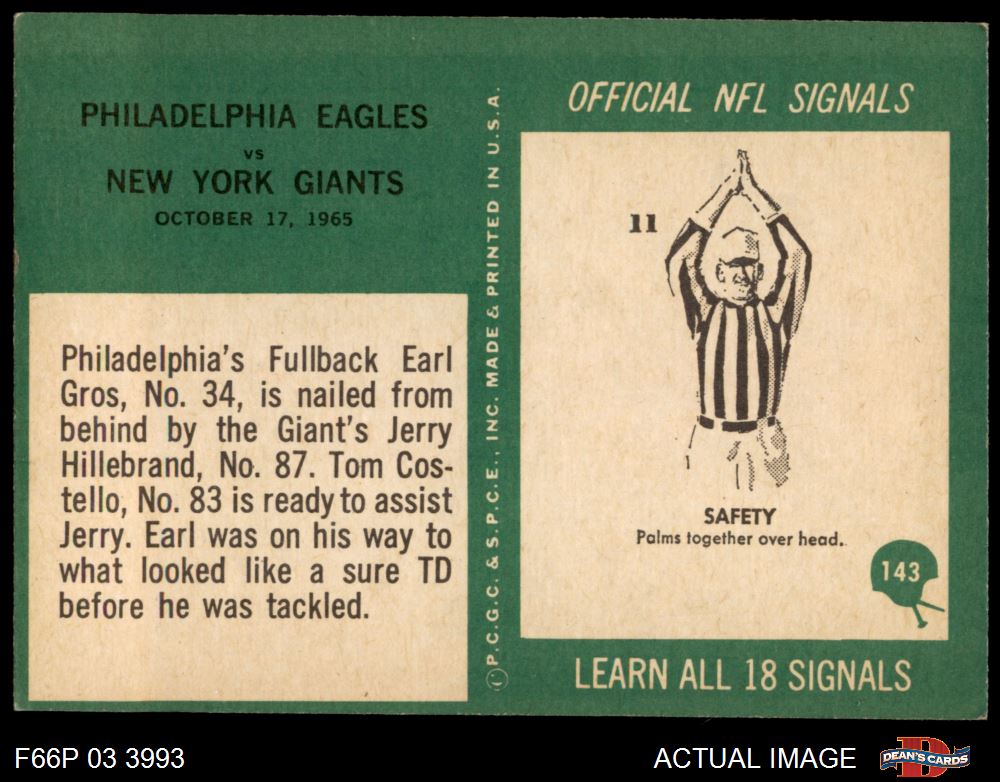 PHILADELPHIA EAGLES
VS
NEW YORK GIANTS
OCTOBER 17, 1965
Philadelphia's Fullback Earl
Gros, No. 34, is nailed from
behind by the Giant's Jerry
Hillebrand, No. 87. Tom Cos-
tello, No. 83 is ready to assist
Jerry. Earl was on his way to
what looked like a sure TD
before he was tackled.
©P.C.G.C. & S.P.C.E., INC. MADE & PRINTED IN U.S.A.
OFFICIAL NFL SIGNALS
11
SAFETY
Palms together over head.
143
LEARN ALL 18 SIGNALS
F66P 03 3993
ACTUAL IMAGE
D
DEAN'S CARDS